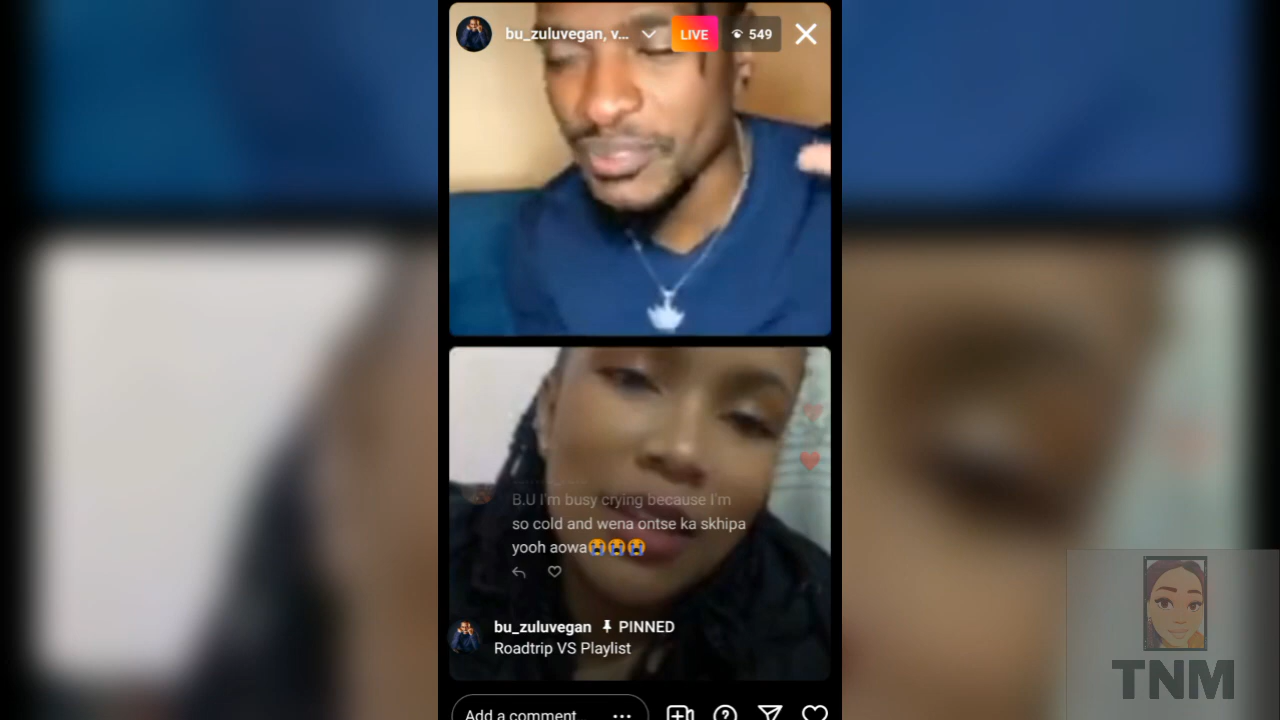 bu_zuluvegan, v...
LIVE
549
B.U I'm busy crying because I'm
so cold and wena ontse ka skhipa
yooh aowa😭😭😭
bu_zuluvegan PINNED
Roadtrip VS Playlist
Add a comment...
TNM